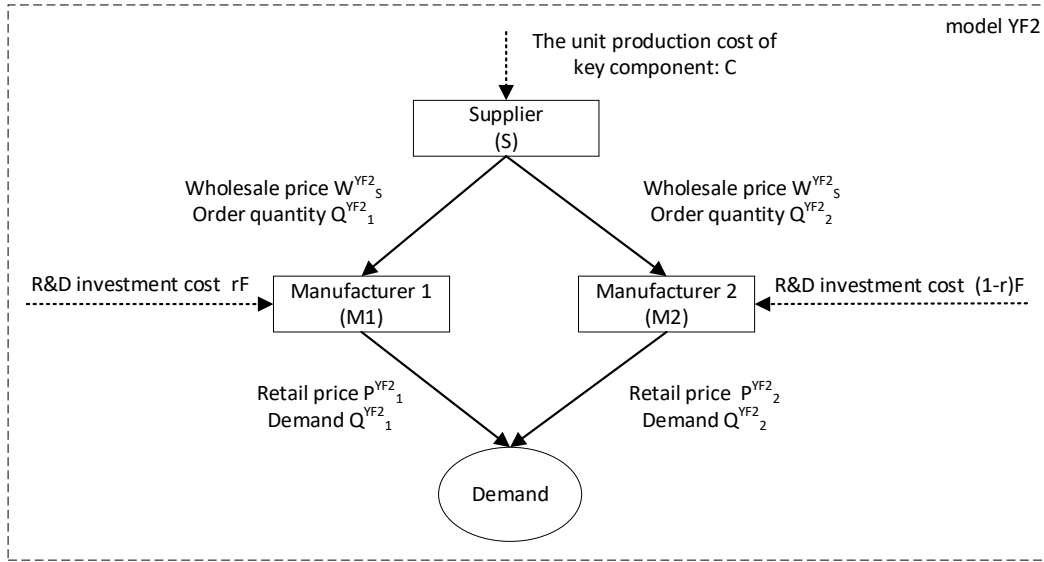 model YF2
The unit production cost of
key component: C
Supplier
(S)
Wholesale price W^YF2_S
Order quantity Q^YF2_1
Wholesale price W^YF2_S
Order quantity Q^YF2_2
R&D investment cost rF
Manufacturer 1
(M1)
Manufacturer 2
(M2)
R&D investment cost (1-r)F
Retail price P^YF2_1
Demand Q^YF2_1
Retail price P^YF2_2
Demand Q^YF2_2
Demand